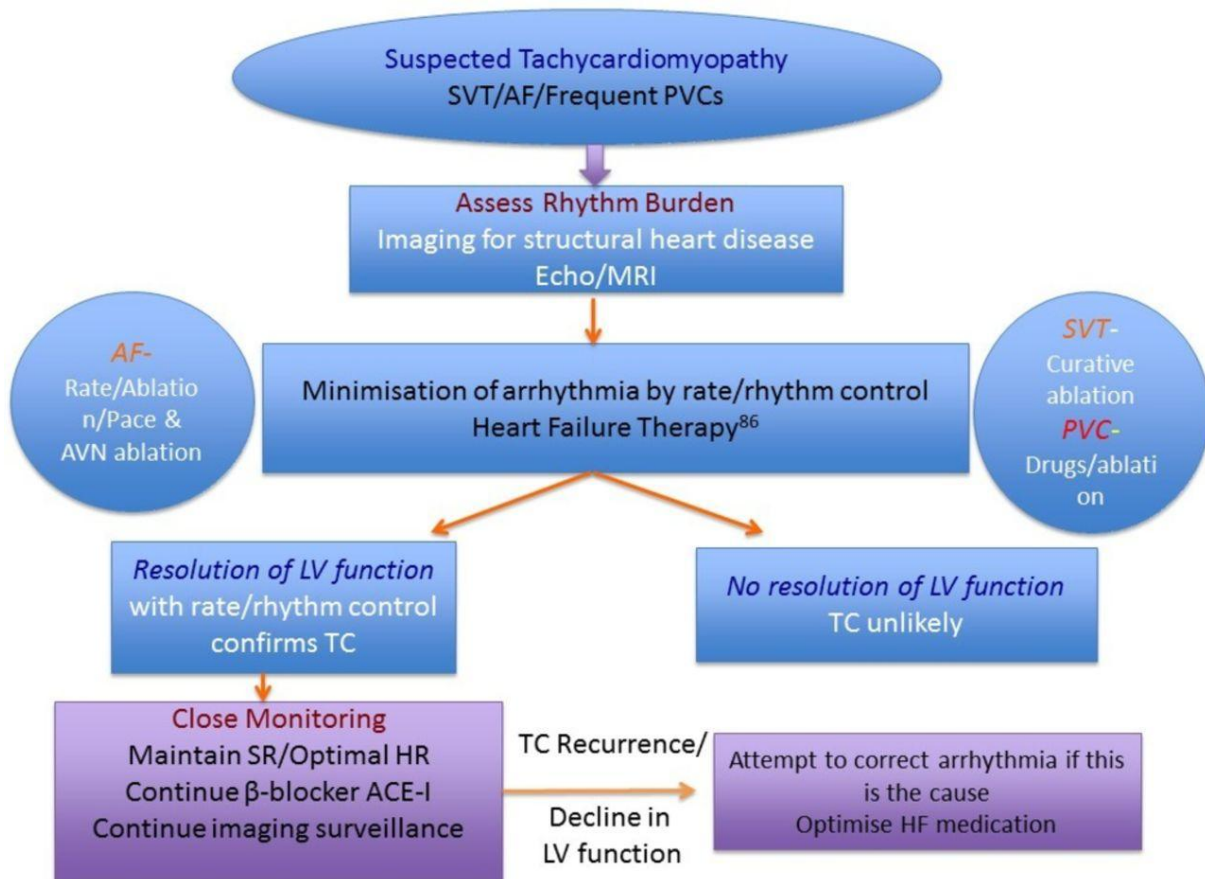 Suspected Tachycardiomyopathy
SVT/AF/Frequent PVCs
Assess Rhythm Burden
Imaging for structural heart disease
Echo/MRI
AF-
Rate/Ablatio
n/Pace &
AVN ablation
Minimisation of arrhythmia by rate/rhythm control
Heart Failure Therapy⁸⁶
SVT-
Curative
ablation
PVC-
Drugs/ablati
on
Resolution of LV function
with rate/rhythm control
confirms TC
No resolution of LV function
TC unlikely
Close Monitoring
Maintain SR/Optimal HR
Continue β-blocker ACE-I
Continue imaging surveillance
TC Recurrence/
Decline in
LV function
Attempt to correct arrhythmia if this
is the cause
Optimise HF medication